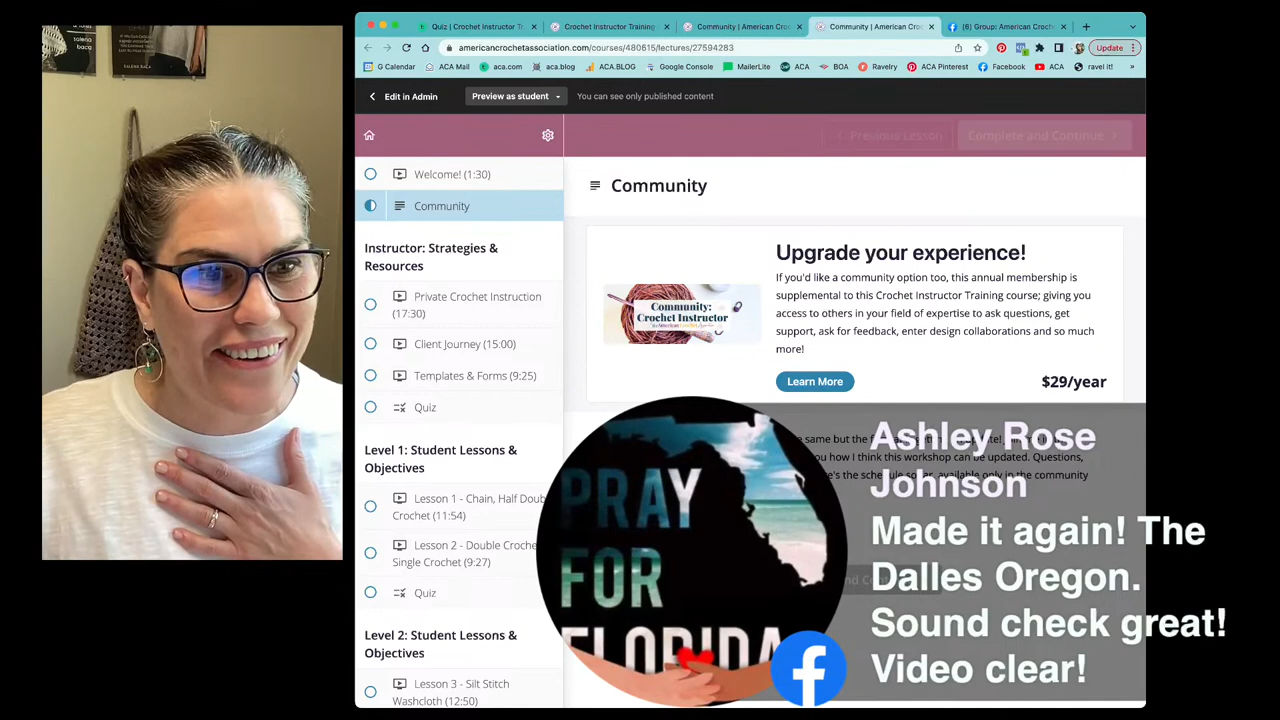 salena
baca
SALENA BACA
Quiz | Crochet Instructor Tr
Crochet Instructor Training
Community | American Cro
Community | American Cro
(6) Group: American Croch
americancrochetassociation.com/courses/480615/lectures/27594283
Update
G Calendar
ACA Mail
aca.com
aca.blog
ACA.BLOG
Google Console
MailerLite
ACA
BOA
Ravelry
ACA Pinterest
Facebook
ACA
ravel it!
Edit in Admin
Preview as student
You can see only published content
Previous Lesson
Complete and Continue
Welcome! (1:30)
Community
Instructor: Strategies &
Resources
Private Crochet Instruction
(17:30)
Client Journey (15:00)
Templates & Forms (9:25)
Quiz
Level 1: Student Lessons &
Objectives
Lesson 1 - Chain, Half Doub
Crochet (11:54)
Lesson 2 - Double Croche
Single Crochet (9:27)
Quiz
Level 2: Student Lessons &
Objectives
Lesson 3 - Silt Stitch
Washcloth (12:50)
Community
Community:
Crochet Instructor
Upgrade your experience!
If you'd like a community option too, this annual membership is
supplemental to this Crochet Instructor Training course; giving you
access to others in your field of expertise to ask questions, get
support, ask for feedback, enter design collaborations and so much
more!
Learn More
$29/year
PRAY
FOR
FLORIDA
Ashley Rose
Johnson
Made it again! The
Dalles Oregon.
Sound check great!
Video clear!